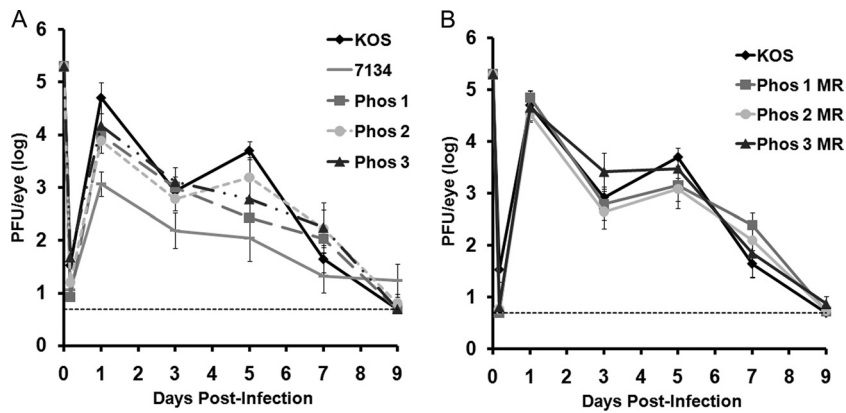 A
6
5
4
3
2
1
0
PFU/eye (log)
0 1 2 3 4 5 6 7 8 9
Days Post-Infection
KOS
7134
Phos 1
Phos 2
Phos 3
B
6
5
4
3
2
1
0
PFU/eye (log)
0 1 2 3 4 5 6 7 8 9
Days Post-Infection
KOS
Phos 1 MR
Phos 2 MR
Phos 3 MR